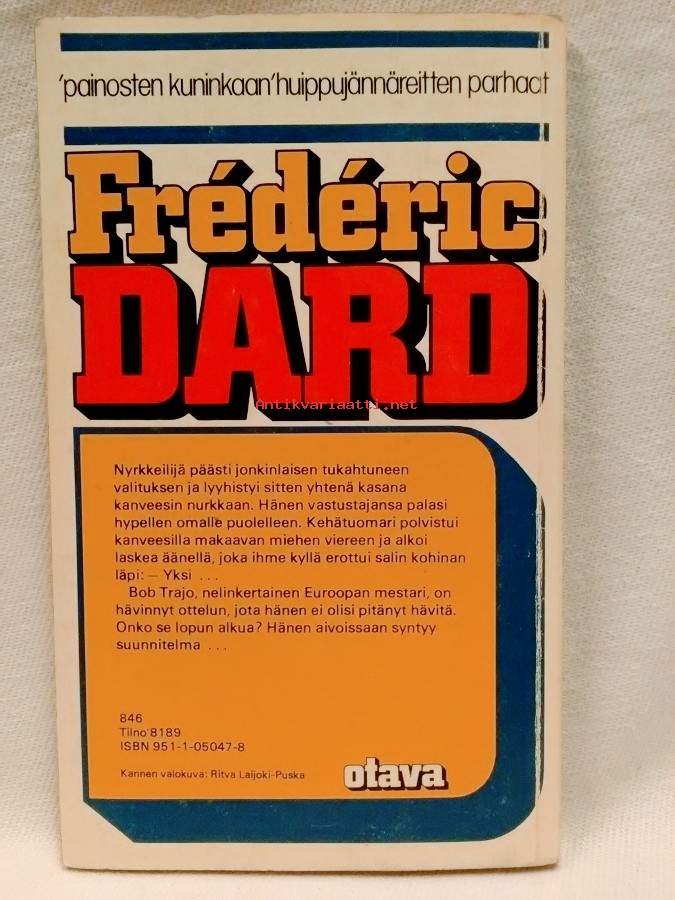 'painosten kuninkaan' huippujännäreitten parhaat
Frédéric
DARD
Antikvariaatti.net
Nyrkkeilijä päästi jonkinlaisen tukahtuneen
valituksen ja lyyhistyi sitten yhtenä kasana
kanveesin nurkkaan. Hänen vastustajansa palasi
hypellen omalle puolelleen. Kehätuomari polvistui
kanveesilla makaavan miehen viereen ja alkoi
laskea äänellä, joka ihme kyllä erottui salin kohinan
läpi: — Yksi ...
Bob Trajo, nelinkertainen Euroopan mestari, on
hävinnyt ottelun, jota hänen ei olisi pitänyt hävitä.
Onko se lopun alkua? Hänen aivoissaan syntyy
suunnitelma ...
846
Tilno 8189
ISBN 951-1-05047-8
Kannen valokuva: Ritva Laijoki-Puska
otava